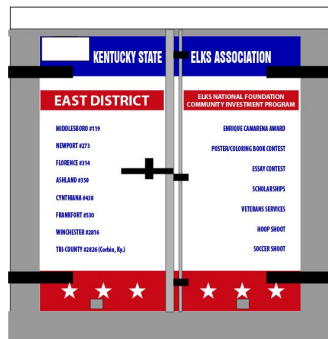 KENTUCKY STATE ELKS ASSOCIATION
EAST DISTRICT
MIDDLESBORO #119
NEWPORT #273
FLORENCE #314
ASHLAND #350
CYNTHIANA #438
FRANKFORT #530
WINCHESTER #2816
TRI-COUNTY #2826 (Corbin, Ky.)
ELKS NATIONAL FOUNDATION
COMMUNITY INVESTMENT PROGRAM
ENRIQUE CAMARENA AWARD
POSTER/COLORING BOOK CONTEST
ESSAY CONTEST
SCHOLARSHIPS
VETERANS SERVICES
HOOP SHOOT
SOCCER SHOOT